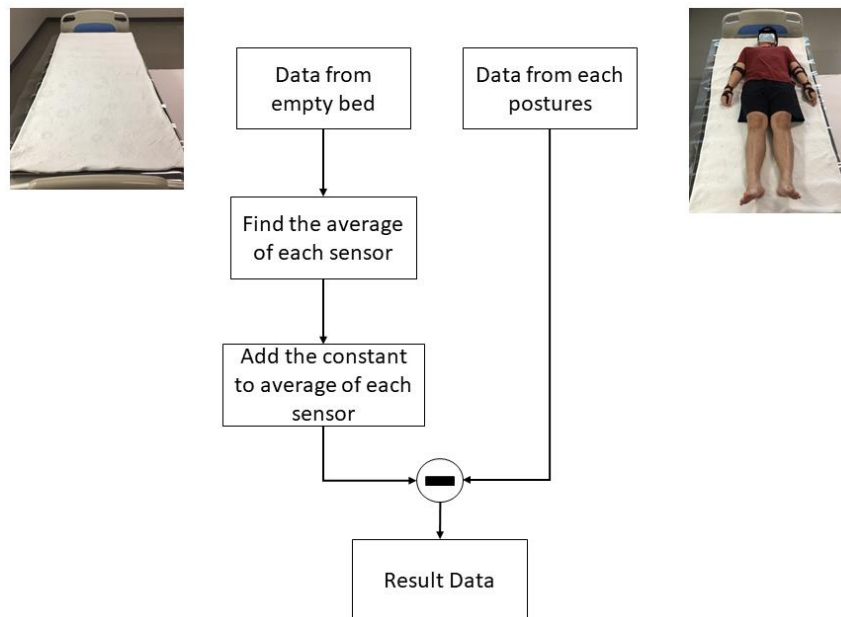 Data from
empty bed
Data from each
postures
Find the average
of each sensor
Add the constant
to average of each
sensor
Result Data